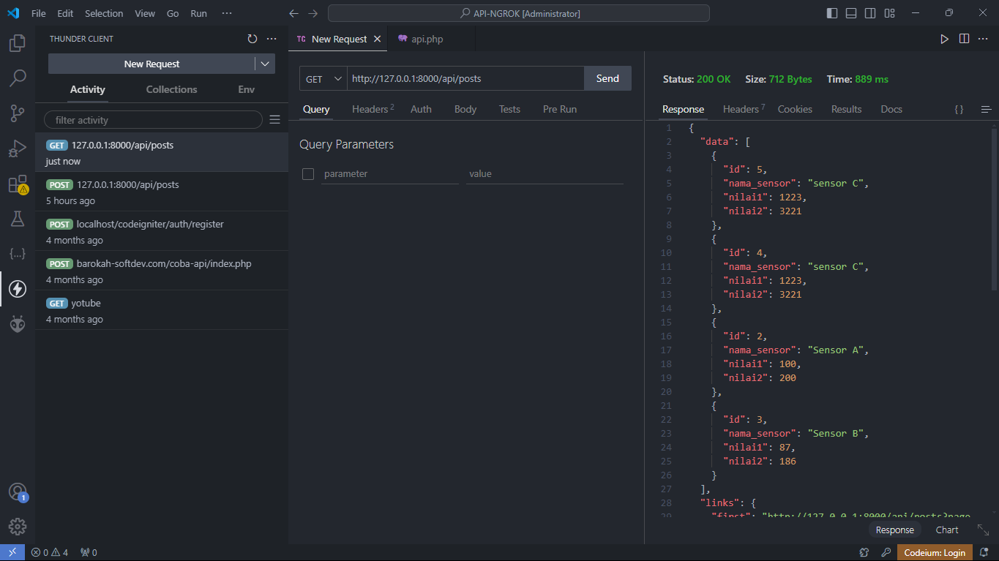 File Edit Selection View Go Run ···
API-NGROK [Administrator]
THUNDER CLIENT
New Request
Activity Collections Env
filter activity
GET 127.0.0.1:8000/api/posts
just now
POST 127.0.0.1:8000/api/posts
5 hours ago
POST localhost/codeigniter/auth/register
4 months ago
POST barokah-softdev.com/coba-api/index.php
4 months ago
GET yotube
4 months ago
TC New Request
api.php
GET http://127.0.0.1:8000/api/posts Send
Query Headers 2 Auth Body Tests Pre Run
Query Parameters
parameter value
Status: 200 OK Size: 712 Bytes Time: 889 ms
Response Headers 7 Cookies Results Docs {}
1 {
2 "data": [
3 {
4 "id": 5,
5 "nama_sensor": "sensor C",
6 "nilai1": 1223,
7 "nilai2": 3221
8 },
9 {
10 "id": 4,
11 "nama_sensor": "sensor C",
12 "nilai1": 1223,
13 "nilai2": 3221
14 },
15 {
16 "id": 2,
17 "nama_sensor": "Sensor A",
18 "nilai1": 100,
19 "nilai2": 200
20 },
21 {
22 "id": 3,
23 "nama_sensor": "Sensor B",
24 "nilai1": 87,
25 "nilai2": 186
26 }
27 ],
28 "links": {
29 "first": "http://127.0.0.1:8000/api/posts?page
Response Chart
1
0 4 0
Codeium: Login